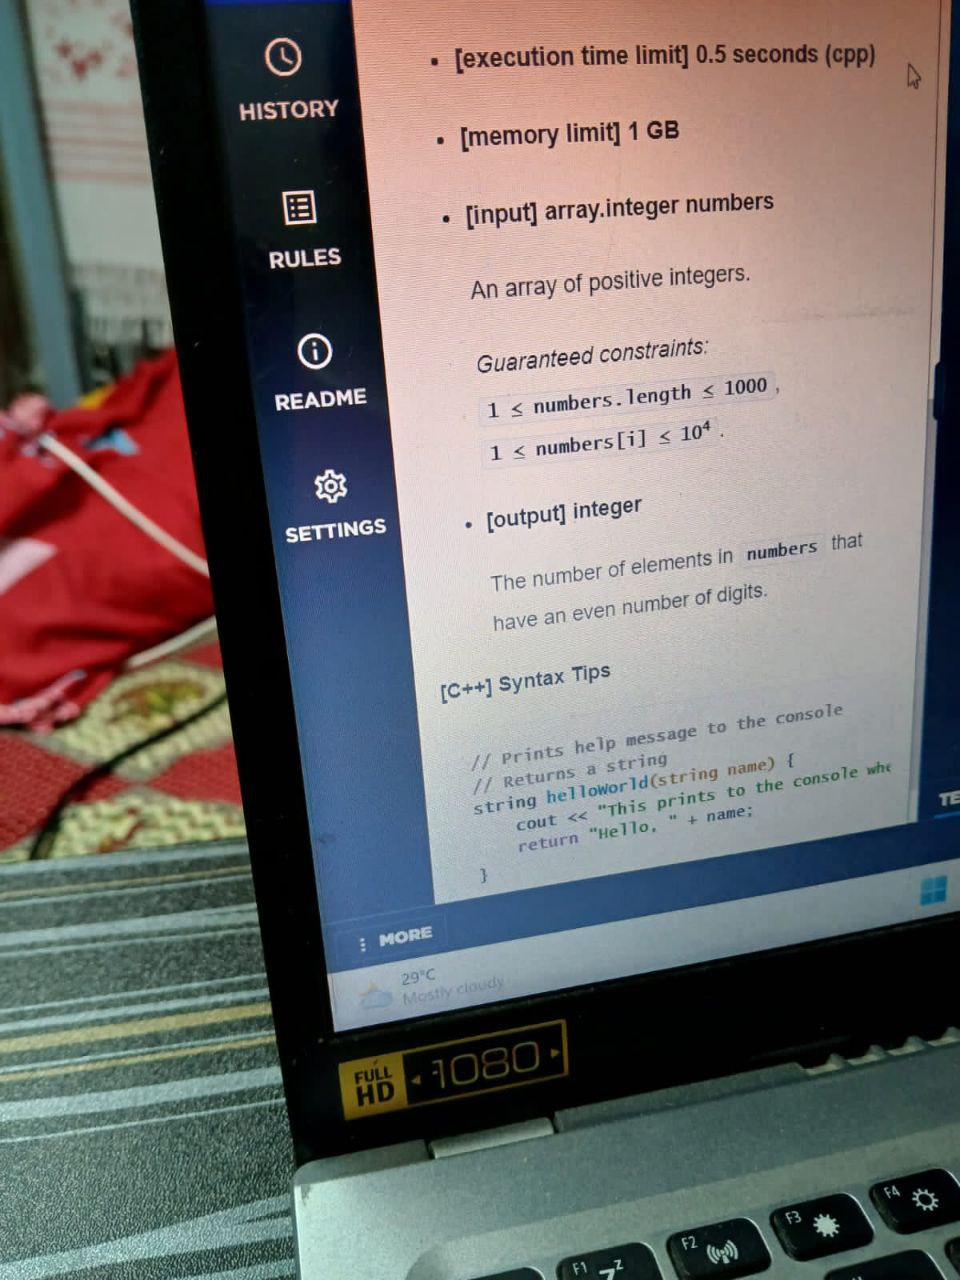 HISTORY
RULES
README
SETTINGS
• [execution time limit] 0.5 seconds (cpp)
• [memory limit] 1 GB
• [input] array.integer numbers
An array of positive integers.
Guaranteed constraints:
1 ≤ numbers.length ≤ 1000 ,
1 ≤ numbers[i] ≤ 10⁴ .
• [output] integer
The number of elements in numbers that
have an even number of digits.
[C++] Syntax Tips
// Prints help message to the console
// Returns a string
string helloWorld(string name) {
cout << "This prints to the console whe
return "Hello, " + name;
}
TE
⋮ MORE
29°C
Mostly cloudy
FULL HD
1080
F1 zZ
F2
F3
F4